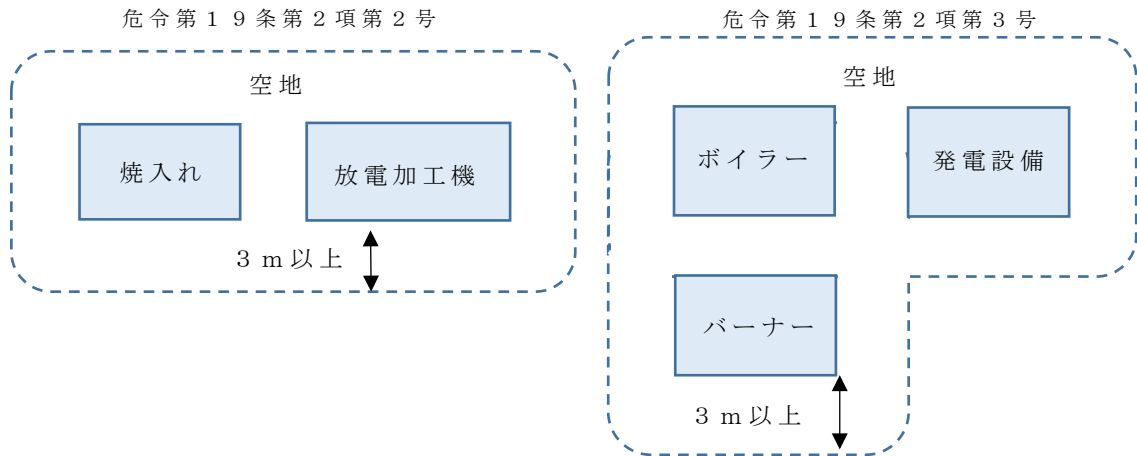 危令第１９条第２項第２号
空地
焼入れ
放電加工機
３ｍ以上
危令第１９条第２項第３号
空地
ボイラー
発電設備
バーナー
３ｍ以上